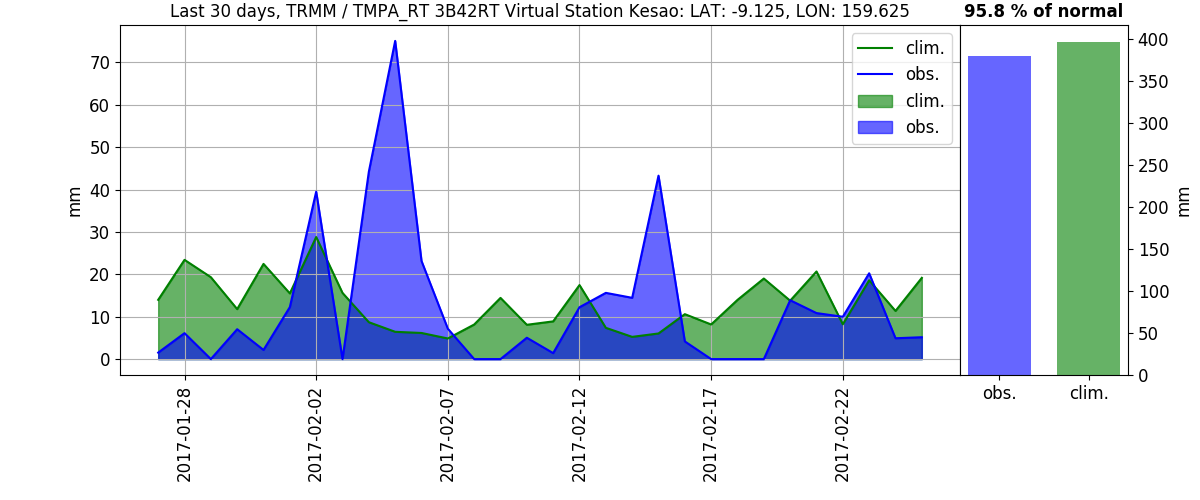 Last 30 days, TRMM / TMPA_RT 3B42RT Virtual Station Kesao: LAT: -9.125, LON: 159.625
95.8 % of normal
clim.
obs.
clim.
obs.
mm
70
60
50
40
30
20
10
0
2017-01-28
2017-02-02
2017-02-07
2017-02-12
2017-02-17
2017-02-22
400
350
300
250
200
150
100
50
0
mm
obs.
clim.